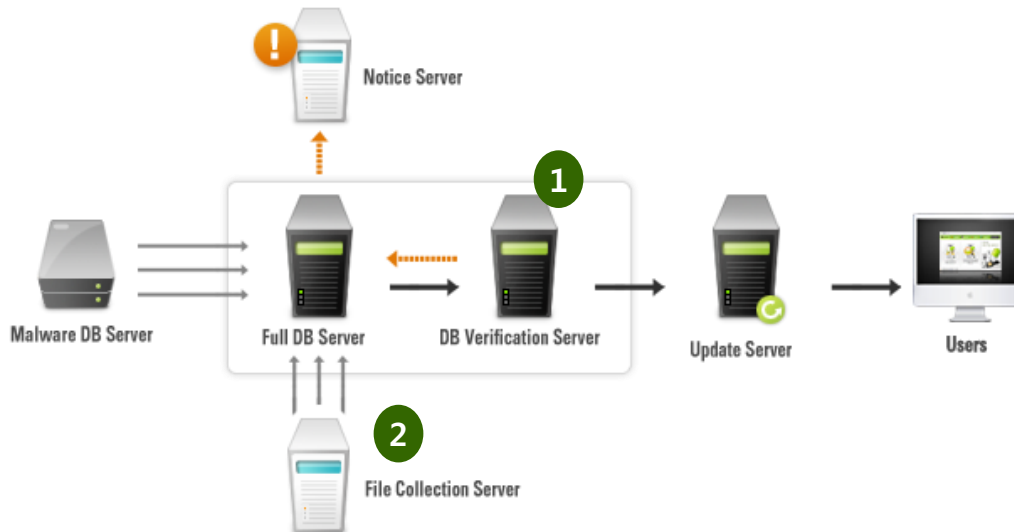 !
Notice Server
1
Malware DB Server
Full DB Server
DB Verification Server
Update Server
Users
2
File Collection Server